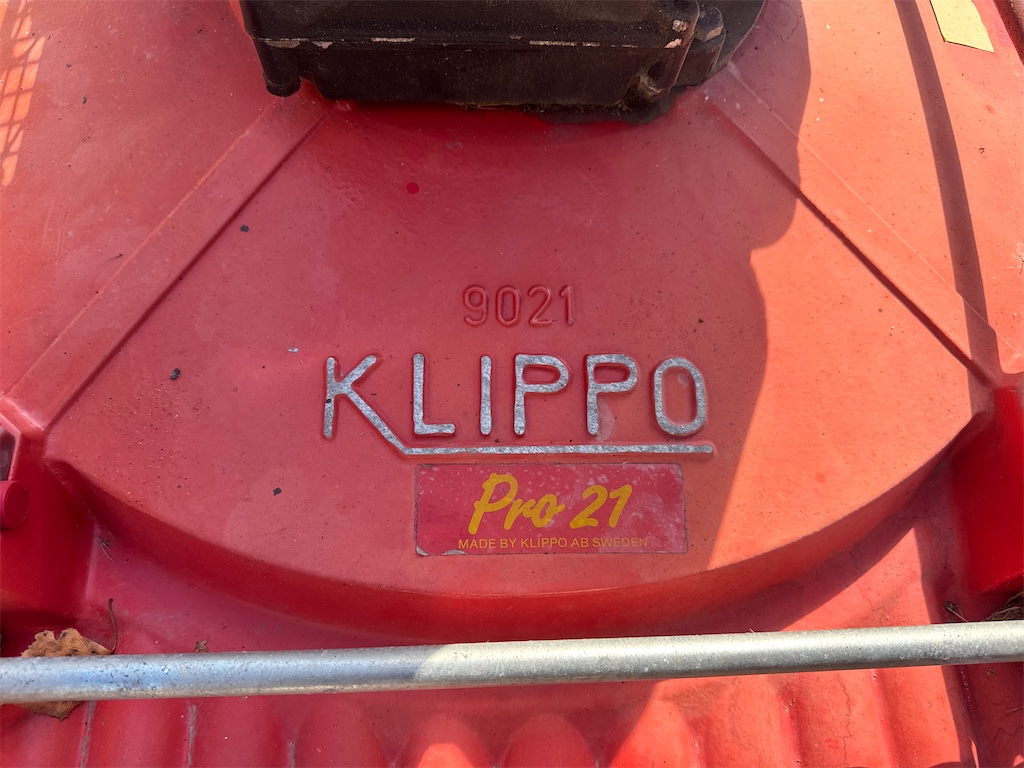 9021
KLIPPO
Pro 21
MADE BY KLIPPO AB SWEDEN